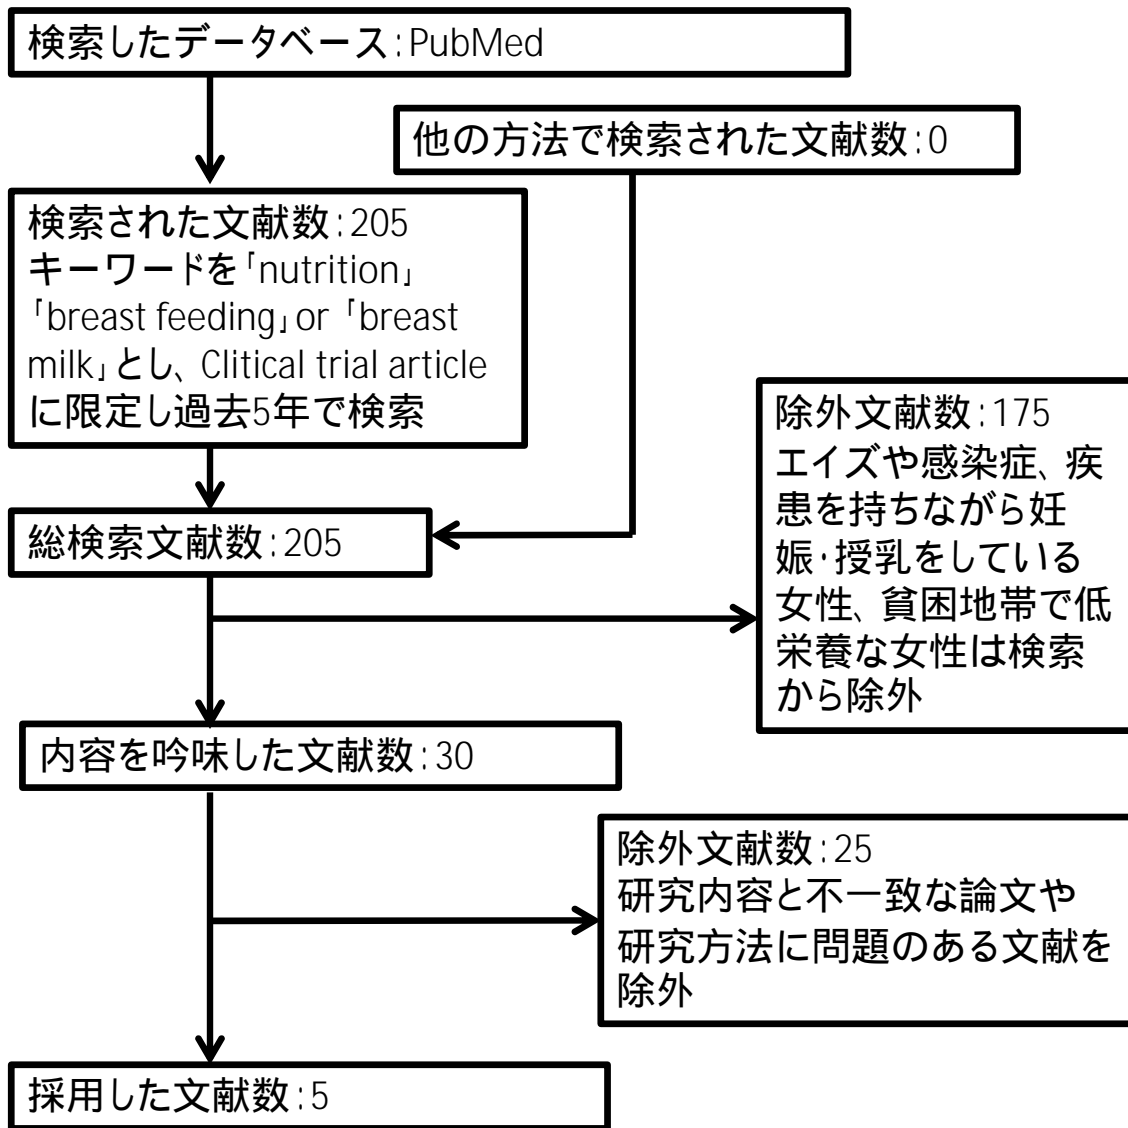 検索したデータベース:PubMed
他の方法で検索された文献数:0
検索された文献数:205
キーワードを「nutrition」
「breast feeding」or「breast
milk」とし、Clitical trial article
に限定し過去5年で検索
総検索文献数:205
除外文献数:175
エイズや感染症、疾
患を持ちながら妊
娠・授乳をしている
女性、貧困地帯で低
栄養な女性は検索
から除外
内容を吟味した文献数:30
除外文献数:25
研究内容と不一致な論文や
研究方法に問題のある文献を
除外
採用した文献数:5